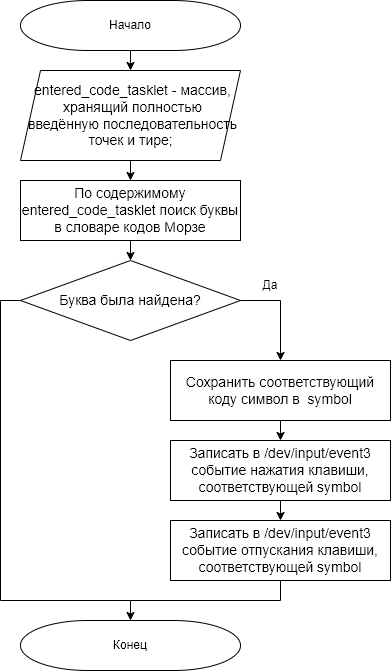 Начало
entered_code_tasklet - массив,
хранящий полностью
введённую последовательность
точек и тире;
По содержимому
entered_code_tasklet поиск буквы
в словаре кодов Морзе
Буква была найдена?
Да
Сохранить соответствующий
коду символ в symbol
Записать в /dev/input/event3
событие нажатия клавиши,
соответствующей symbol
Записать в /dev/input/event3
событие отпускания клавиши,
соответствующей symbol
Конец